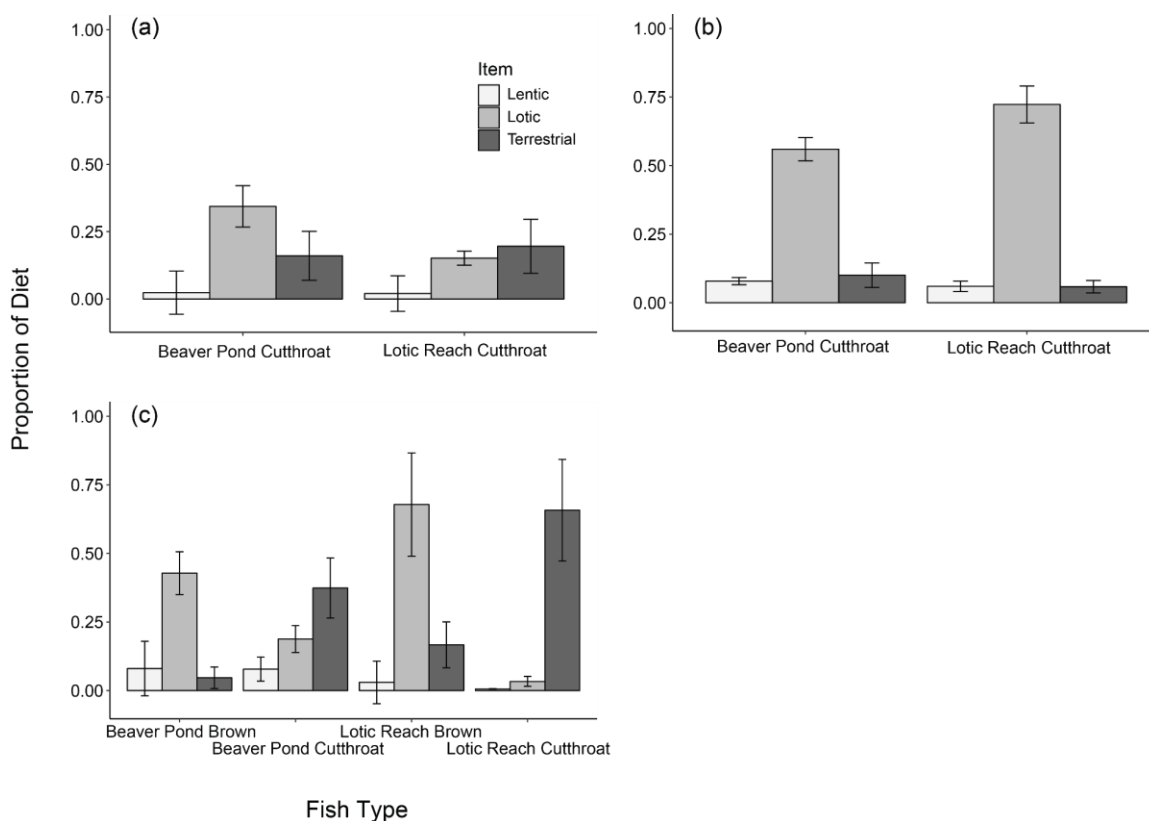 (a)
1.00
0.75
0.50
0.25
0.00
Item
Lentic
Lotic
Terrestrial
Beaver Pond Cutthroat
Lotic Reach Cutthroat
(b)
1.00
0.75
0.50
0.25
0.00
Beaver Pond Cutthroat
Lotic Reach Cutthroat
Proportion of Diet
(c)
1.00
0.75
0.50
0.25
0.00
Beaver Pond Brown
Beaver Pond Cutthroat
Lotic Reach Brown
Lotic Reach Cutthroat
Fish Type